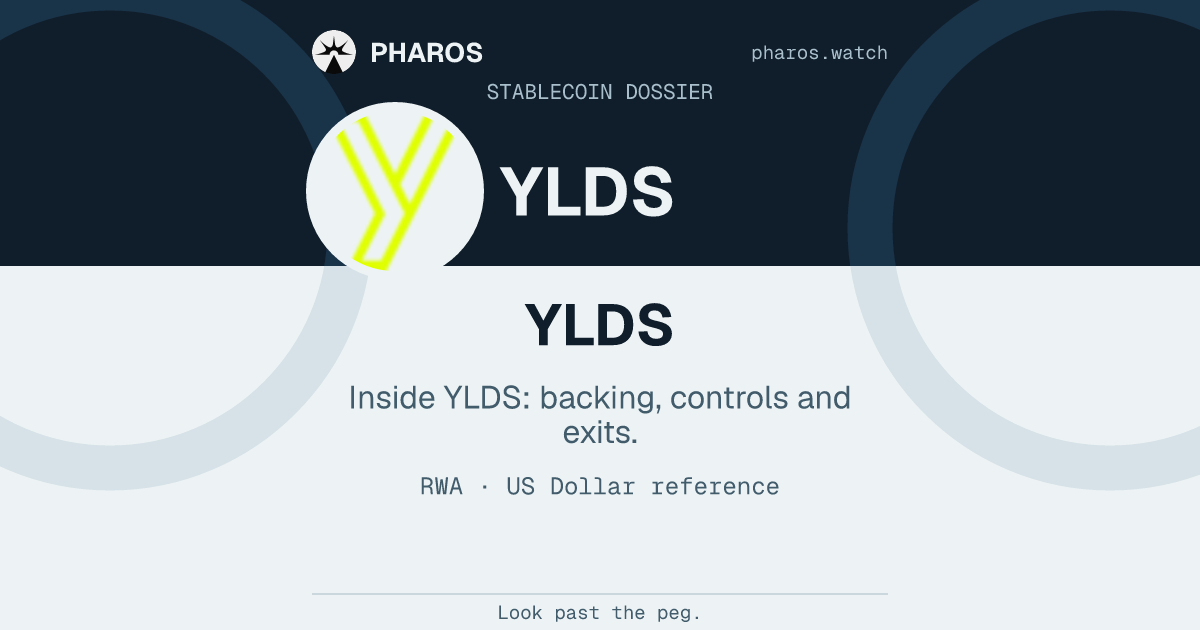 PHAROS
pharos.watch
STABLECOIN DOSSIER
YLDS
YLDS
Inside YLDS: backing, controls and
exits.
RWA · US Dollar reference
Look past the peg.